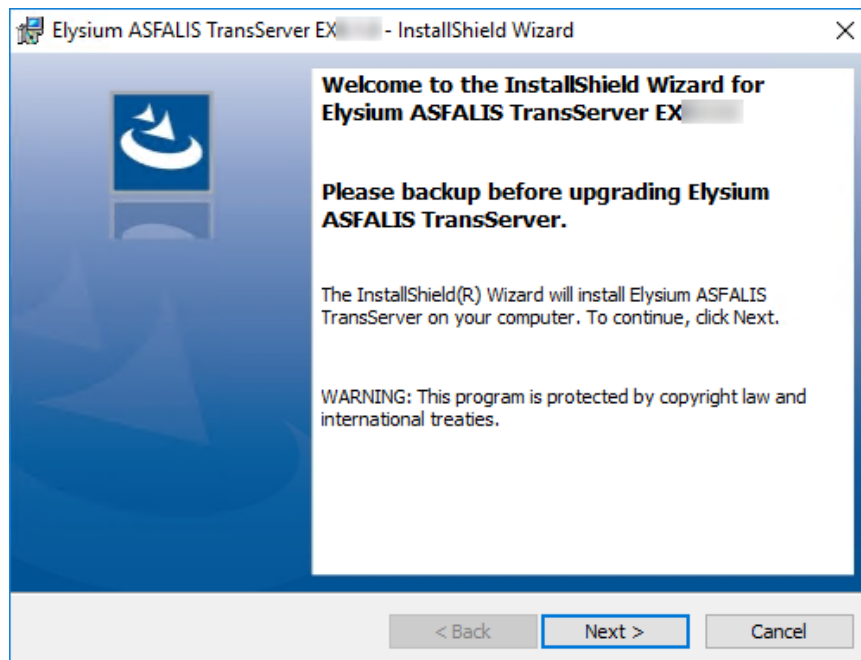 Elysium ASFALIS TransServer EX - InstallShield Wizard
Welcome to the InstallShield Wizard for
Elysium ASFALIS TransServer EX
Please backup before upgrading Elysium
ASFALIS TransServer.
The InstallShield(R) Wizard will install Elysium ASFALIS
TransServer on your computer. To continue, click Next.
WARNING: This program is protected by copyright law and
international treaties.
< Back Next > Cancel